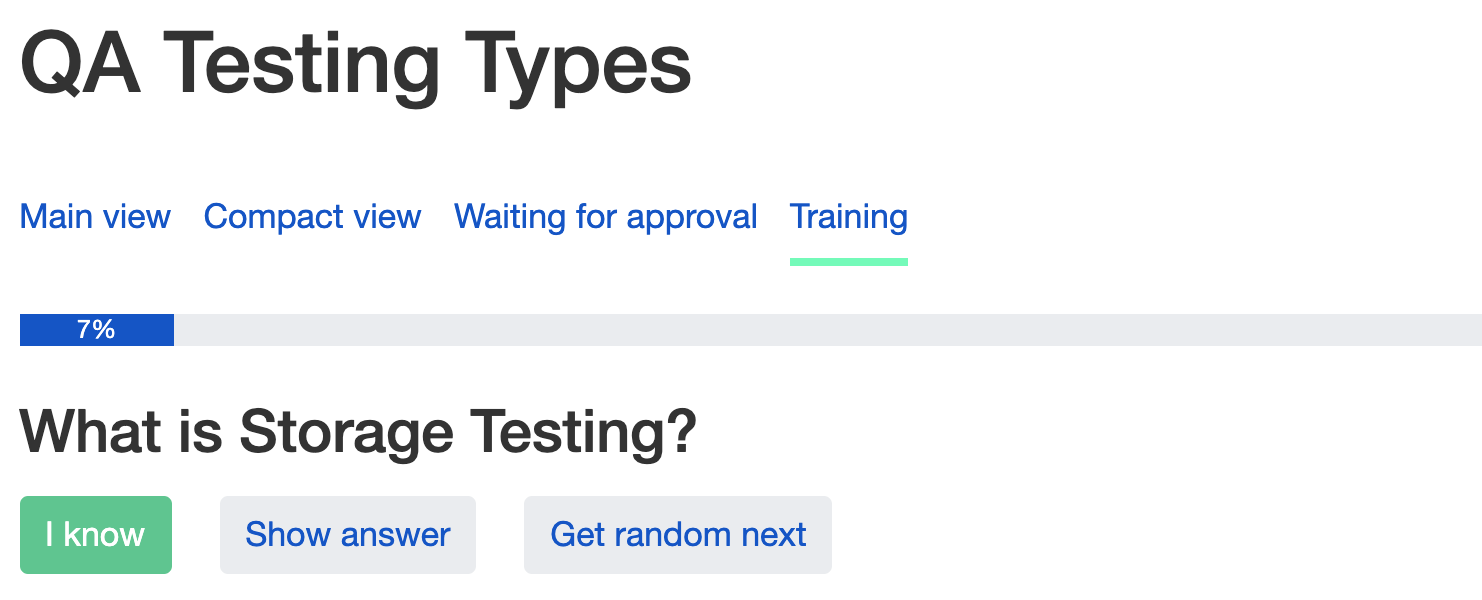 QA Testing Types
Main view Compact view Waiting for approval Training
7%
What is Storage Testing?
I know Show answer Get random next